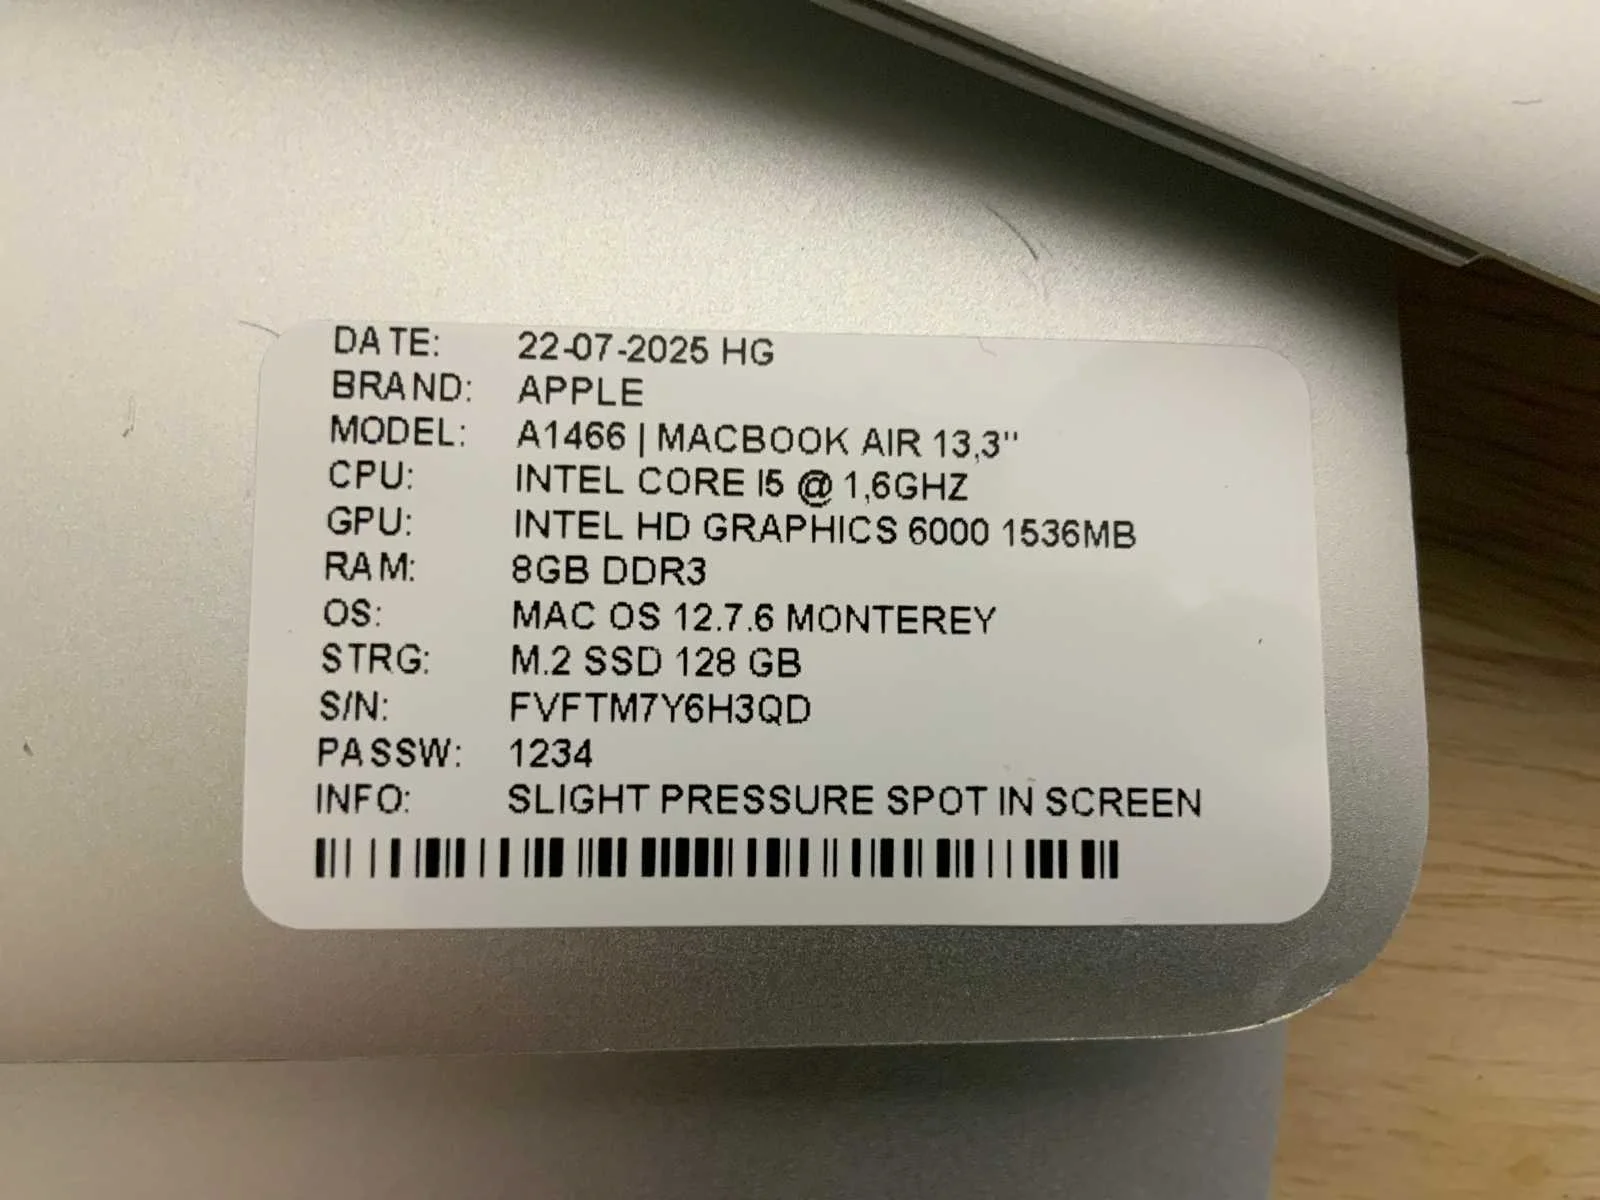 DATE: 22-07-2025 HG
BRAND: APPLE
MODEL: A1466 | MACBOOK AIR 13,3"
CPU: INTEL CORE I5 @ 1,6GHZ
GPU: INTEL HD GRAPHICS 6000 1536MB
RAM: 8GB DDR3
OS: MAC OS 12.7.6 MONTEREY
STRG: M.2 SSD 128 GB
S/N: FVFTM7Y6H3QD
PASSW: 1234
INFO: SLIGHT PRESSURE SPOT IN SCREEN